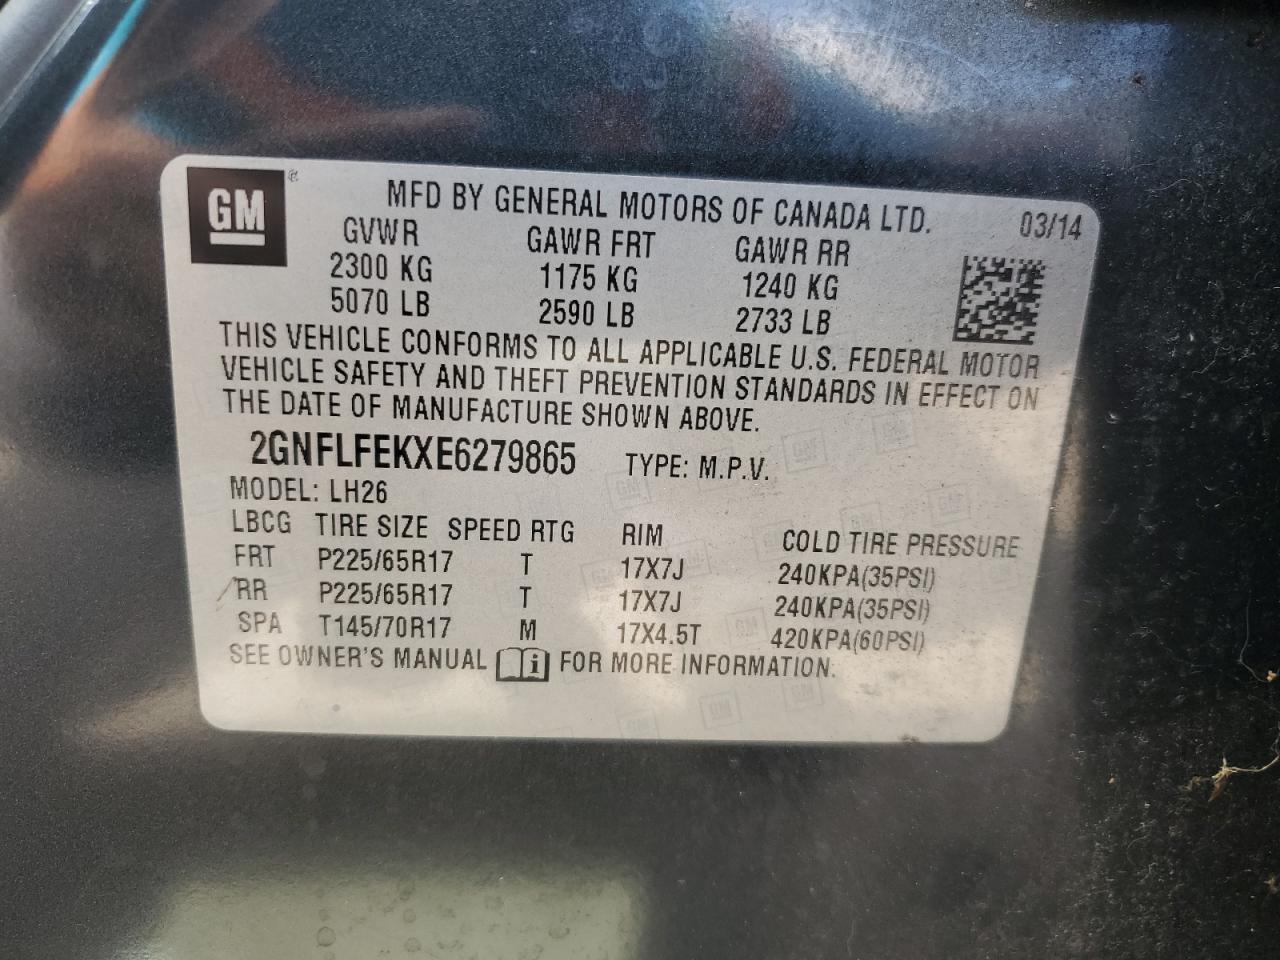 GM ®
MFD BY GENERAL MOTORS OF CANADA LTD. 03/14
GVWR GAWR FRT GAWR RR
2300 KG 1175 KG 1240 KG
5070 LB 2590 LB 2733 LB
THIS VEHICLE CONFORMS TO ALL APPLICABLE U.S. FEDERAL MOTOR
VEHICLE SAFETY AND THEFT PREVENTION STANDARDS IN EFFECT ON
THE DATE OF MANUFACTURE SHOWN ABOVE.
2GNFLFEKXE6279865 TYPE: M.P.V.
MODEL: LH26
LBCG TIRE SIZE SPEED RTG RIM COLD TIRE PRESSURE
FRT P225/65R17 T 17X7J 240KPA(35PSI)
RR P225/65R17 T 17X7J 240KPA(35PSI)
SPA T145/70R17 M 17X4.5T 420KPA(60PSI)
SEE OWNER'S MANUAL i FOR MORE INFORMATION.